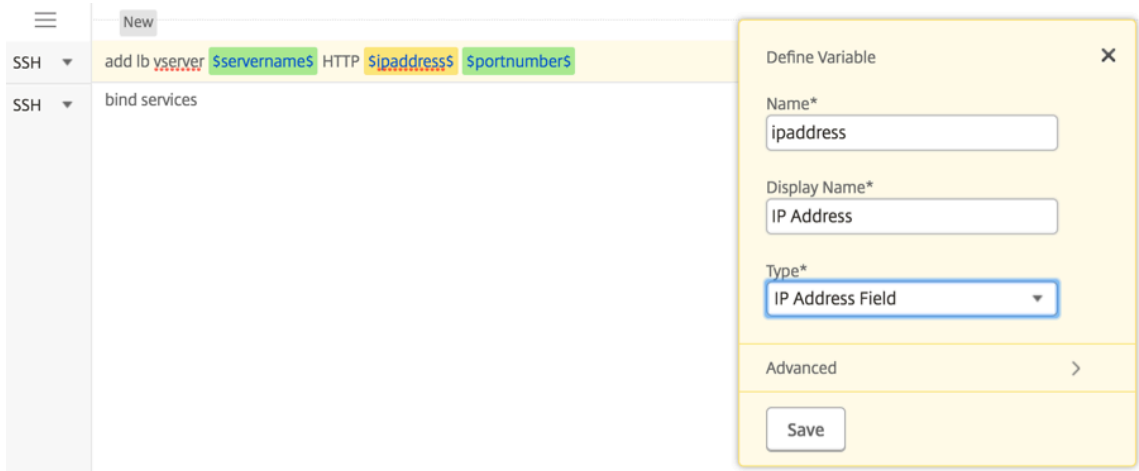 New
SSH add lb vserver $servername$ HTTP $ipaddress$ $portnumber$
SSH bind services
Define Variable
Name*
ipaddress
Display Name*
IP Address
Type*
IP Address Field
Advanced
Save